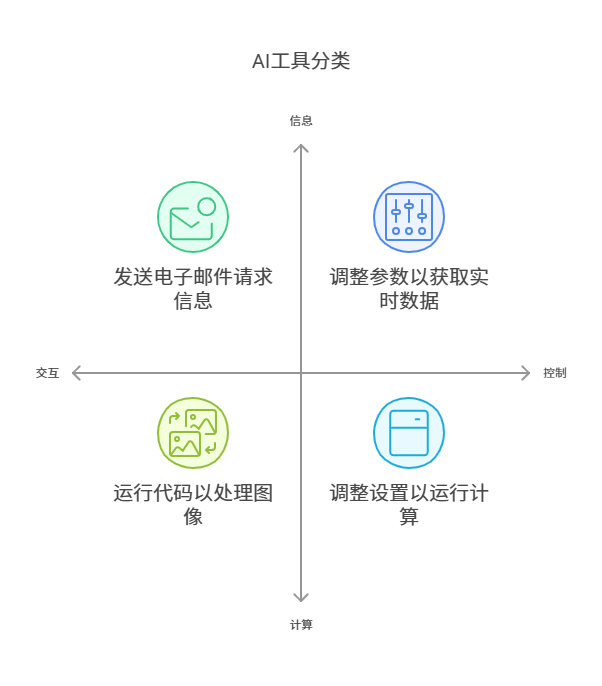 AI工具分类
信息
发送电子邮件请求
信息
调整参数以获取实
时数据
交互
控制
运行代码以处理图
像
调整设置以运行计
算
计算